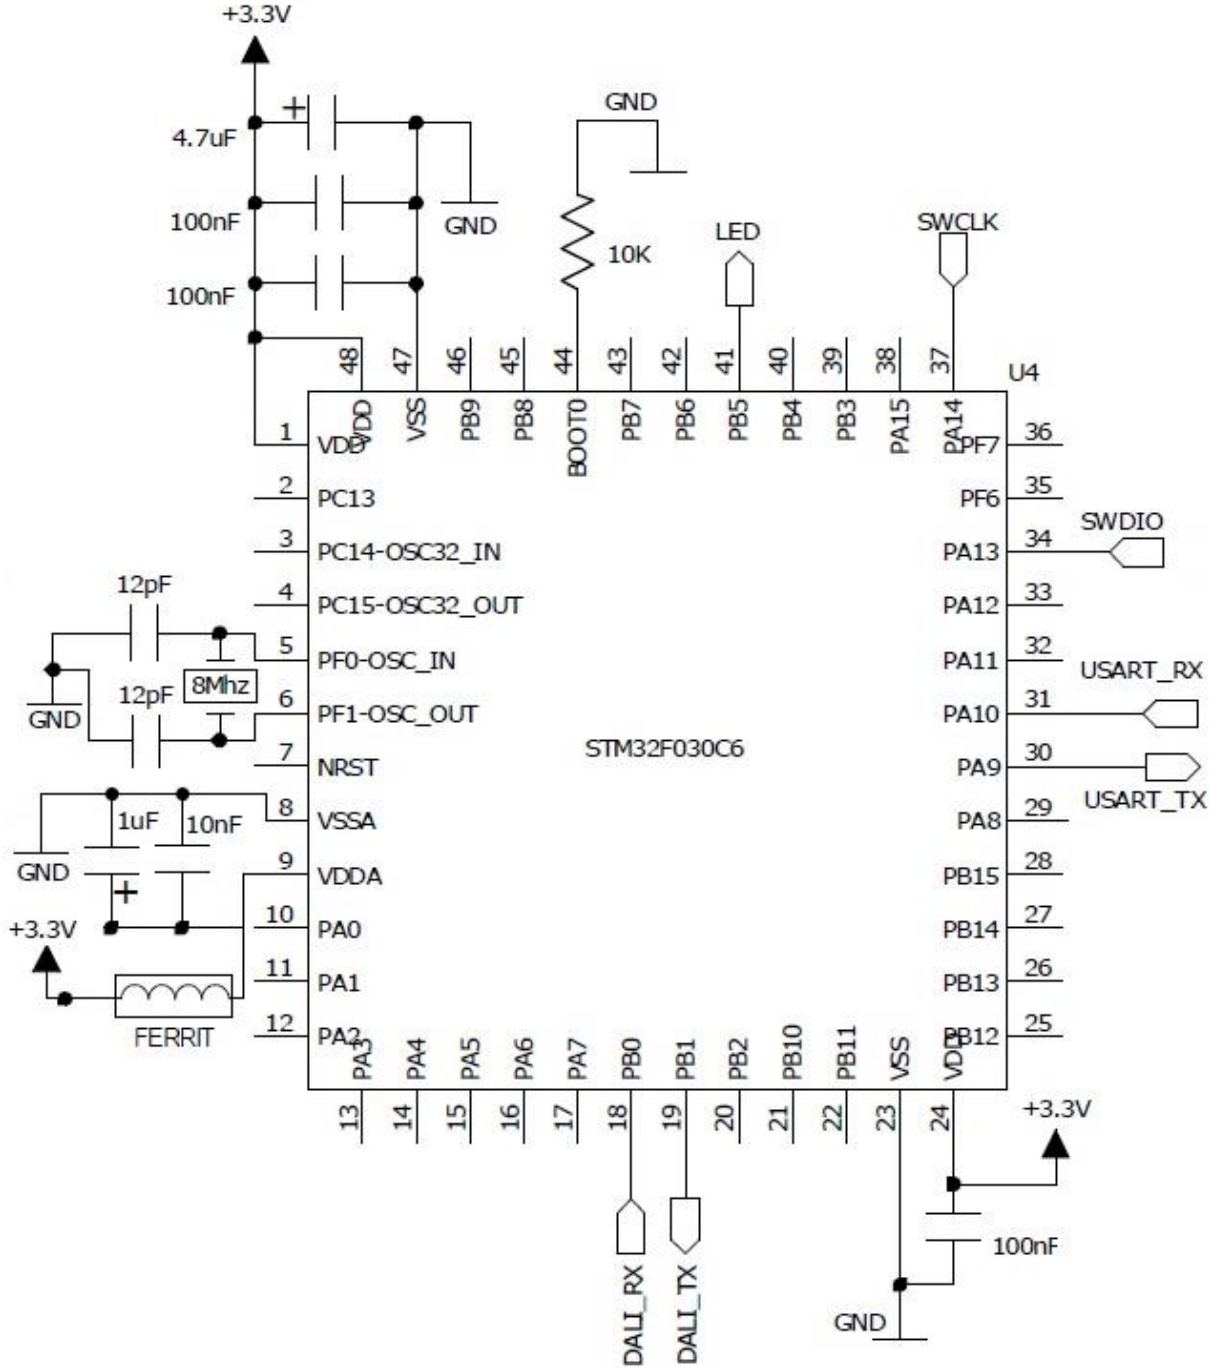 +3.3V
4.7uF
+
100nF
GND
100nF
GND
10K
LED
SWCLK
48
47
46
45
44
43
42
41
40
39
38
37
U4
VDD
VSS
PB9
PB8
BOOT0
PB7
PB6
PB5
PB4
PB3
PA15
PA14
1 VDD
2 PC13
3 PC14-OSC32_IN
4 PC15-OSC32_OUT
5 PF0-OSC_IN
6 PF1-OSC_OUT
7 NRST
8 VSSA
9 VDDA
10 PA0
11 PA1
12 PA2
12pF
8Mhz
12pF
GND
1uF
10nF
GND
+
+3.3V
FERRIT
STM32F030C6
PF7 36
PF6 35
PA13 34
PA12 33
PA11 32
PA10 31
PA9 30
PA8 29
PB15 28
PB14 27
PB13 26
PB12 25
SWDIO
USART_RX
USART_TX
PA3
PA4
PA5
PA6
PA7
PB0
PB1
PB2
PB10
PB11
VSS
VDD
13
14
15
16
17
18
19
20
21
22
23
24
DALI_RX
DALI_TX
+3.3V
100nF
GND